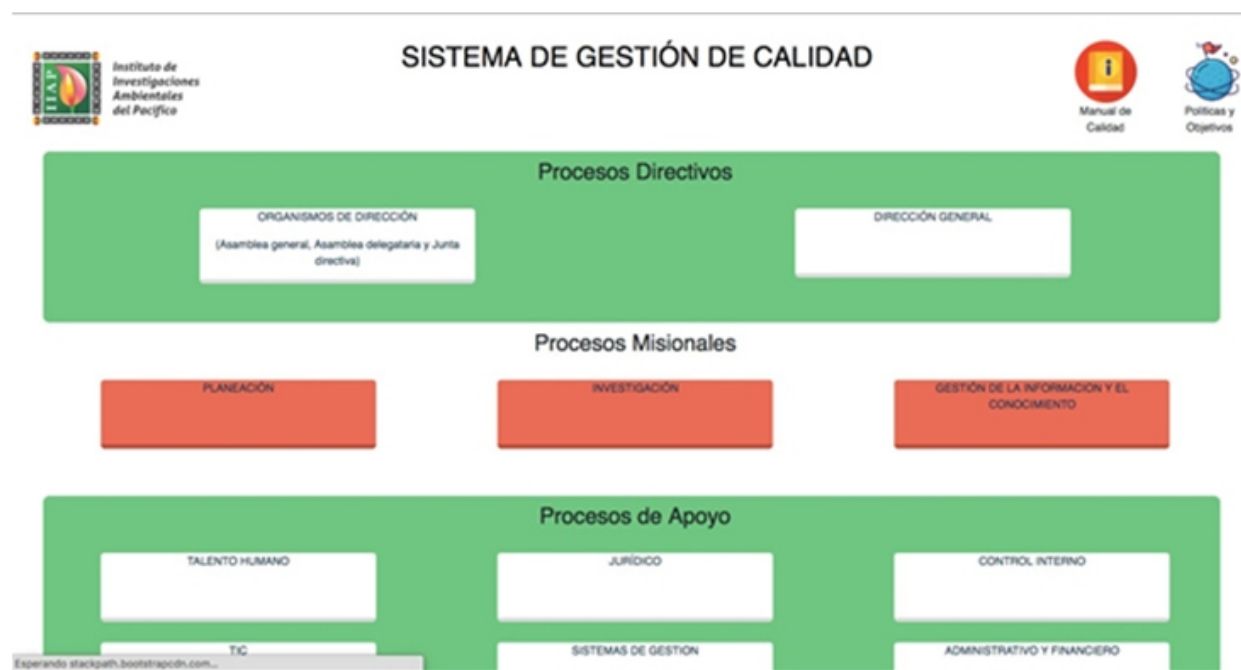 SISTEMA DE GESTIÓN DE CALIDAD
IIAP
Instituto de
Investigaciones
Ambientales
del Pacífico
Manual de
Calidad
Políticas y
Objetivos
Procesos Directivos
ORGANISMOS DE DIRECCIÓN
(Asamblea general, Asamblea delegataria y Junta
directiva)
DIRECCIÓN GENERAL
Procesos Misionales
PLANEACIÓN
INVESTIGACIÓN
GESTIÓN DE LA INFORMACION Y EL
CONOCIMIENTO
Procesos de Apoyo
TALENTO HUMANO
JURÍDICO
CONTROL INTERNO
TIC
SISTEMAS DE GESTION
ADMINISTRATIVO Y FINANCIERO
Esperando stackpath.bootstrapcdn.com...